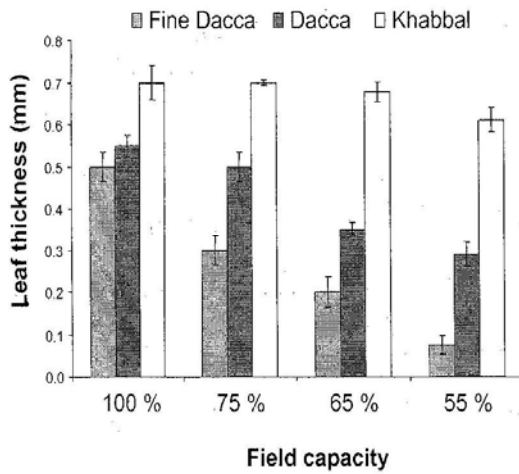 Fine Dacca Dacca Khabbal
Leaf thickness (mm)
0.8
0.7
0.6
0.5
0.4
0.3
0.2
0.1
0.0
100 % 75 % 65 % 55 %
Field capacity